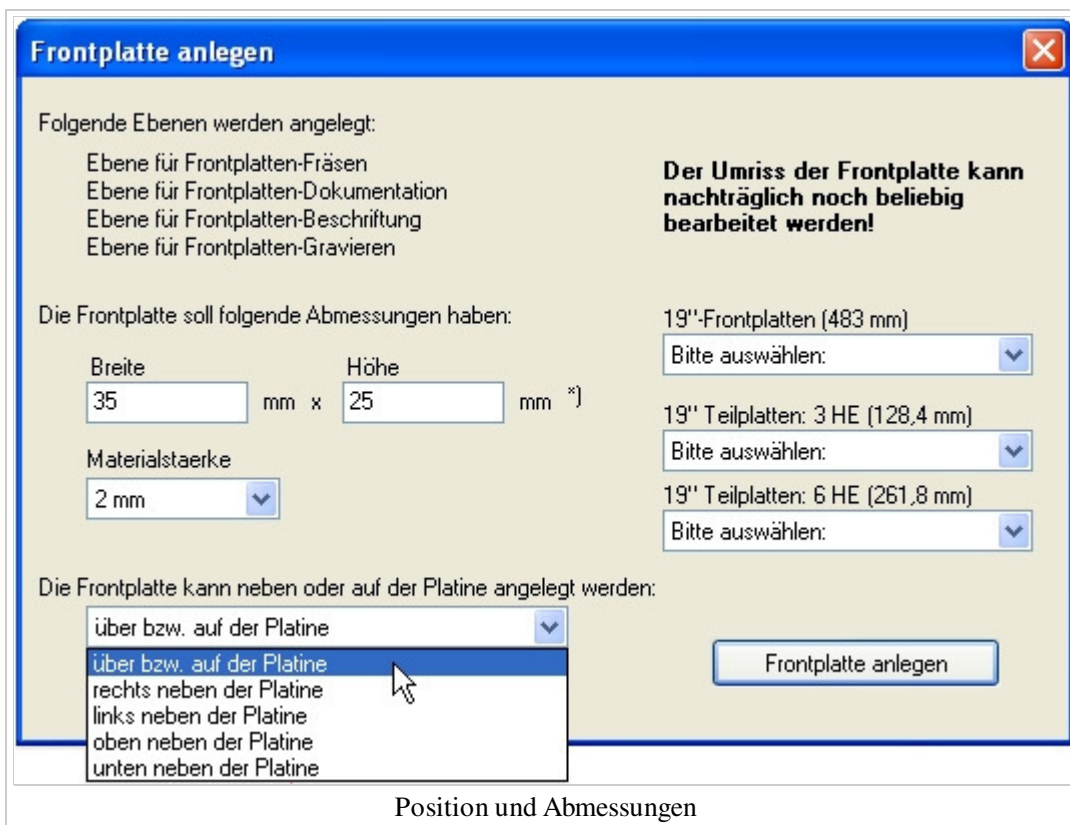 Frontplatte anlegen
Folgende Ebenen werden angelegt:
Ebene für Frontplatten-Fräsen
Ebene für Frontplatten-Dokumentation
Ebene für Frontplatten-Beschriftung
Ebene für Frontplatten-Gravieren
Der Umriss der Frontplatte kann
nachträglich noch beliebig
bearbeitet werden!
Die Frontplatte soll folgende Abmessungen haben:
Breite Höhe
35 mm x 25 mm *)
Materialstaerke
2 mm
19"-Frontplatten (483 mm)
Bitte auswählen:
19" Teilplatten: 3 HE (128,4 mm)
Bitte auswählen:
19" Teilplatten: 6 HE (261,8 mm)
Bitte auswählen:
Die Frontplatte kann neben oder auf der Platine angelegt werden:
über bzw. auf der Platine
über bzw. auf der Platine
rechts neben der Platine
links neben der Platine
oben neben der Platine
unten neben der Platine
Frontplatte anlegen
Position und Abmessungen